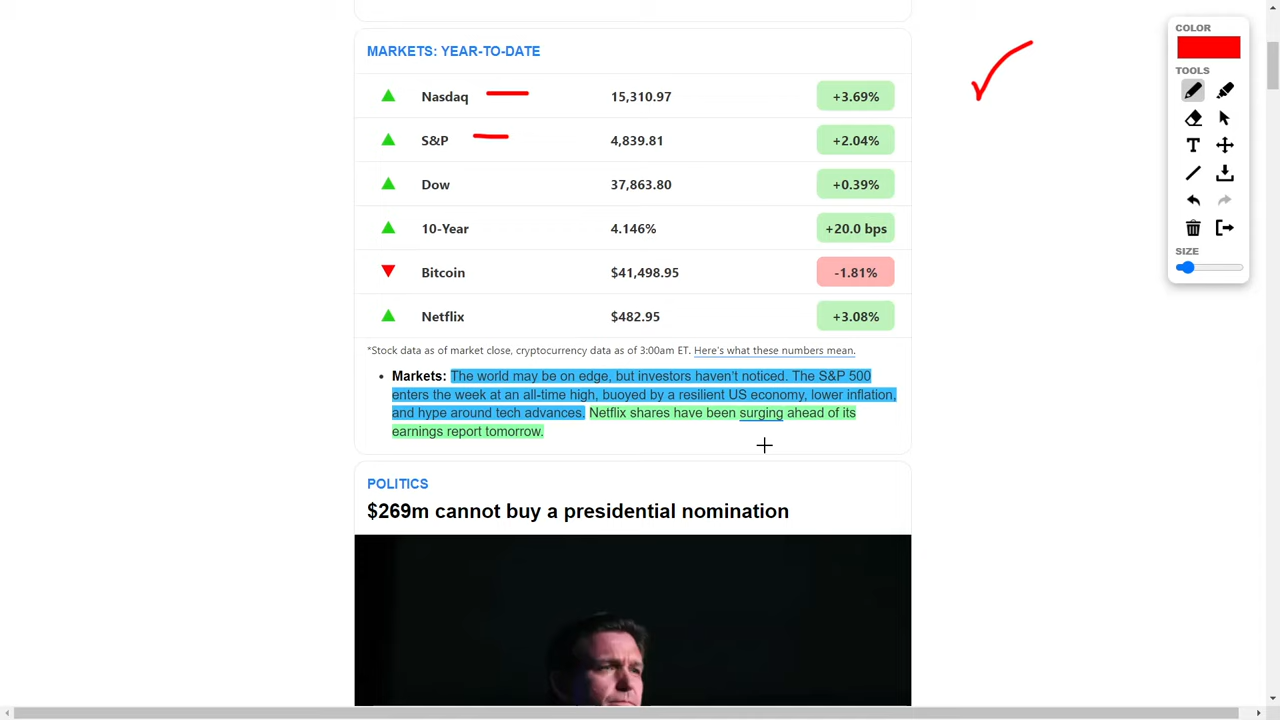 MARKETS: YEAR-TO-DATE
Nasdaq 15,310.97 +3.69%
S&P 4,839.81 +2.04%
Dow 37,863.80 +0.39%
10-Year 4.146% +20.0 bps
Bitcoin $41,498.95 -1.81%
Netflix $482.95 +3.08%
*Stock data as of market close, cryptocurrency data as of 3:00am ET. Here's what these numbers mean.
• Markets: The world may be on edge, but investors haven't noticed. The S&P 500
enters the week at an all-time high, buoyed by a resilient US economy, lower inflation,
and hype around tech advances. Netflix shares have been surging ahead of its
earnings report tomorrow.
POLITICS
$269m cannot buy a presidential nomination
COLOR
TOOLS
T
SIZE